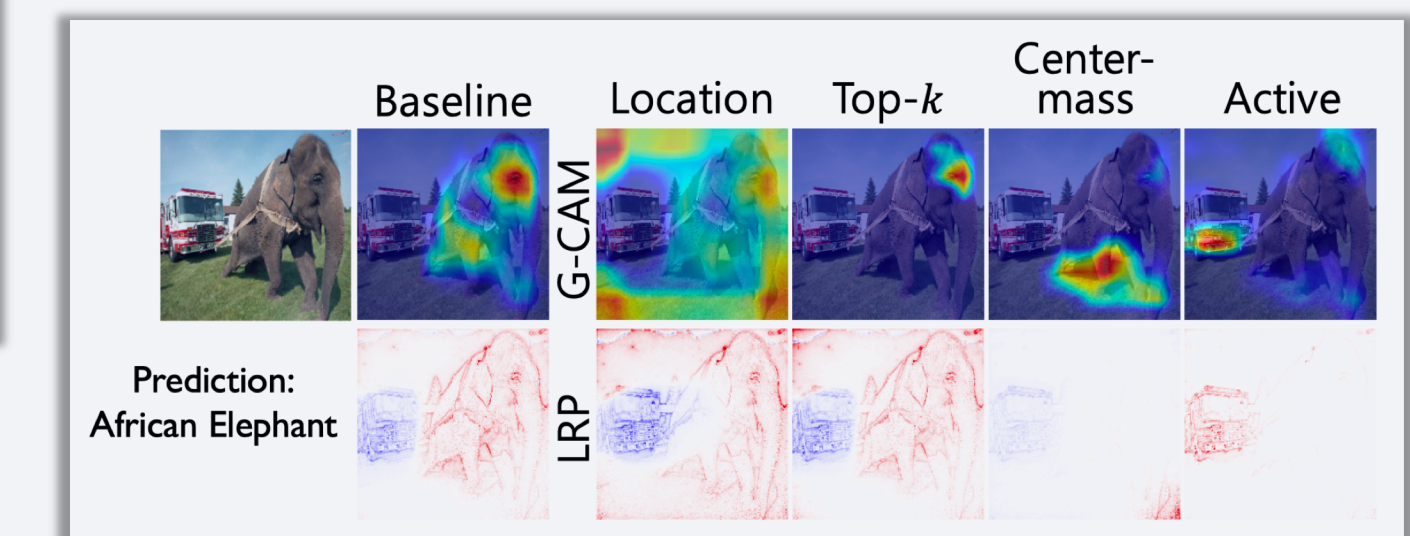 Baseline
Location
Top-k
Center-
mass
Active
G-CAM
Prediction:
African Elephant
LRP